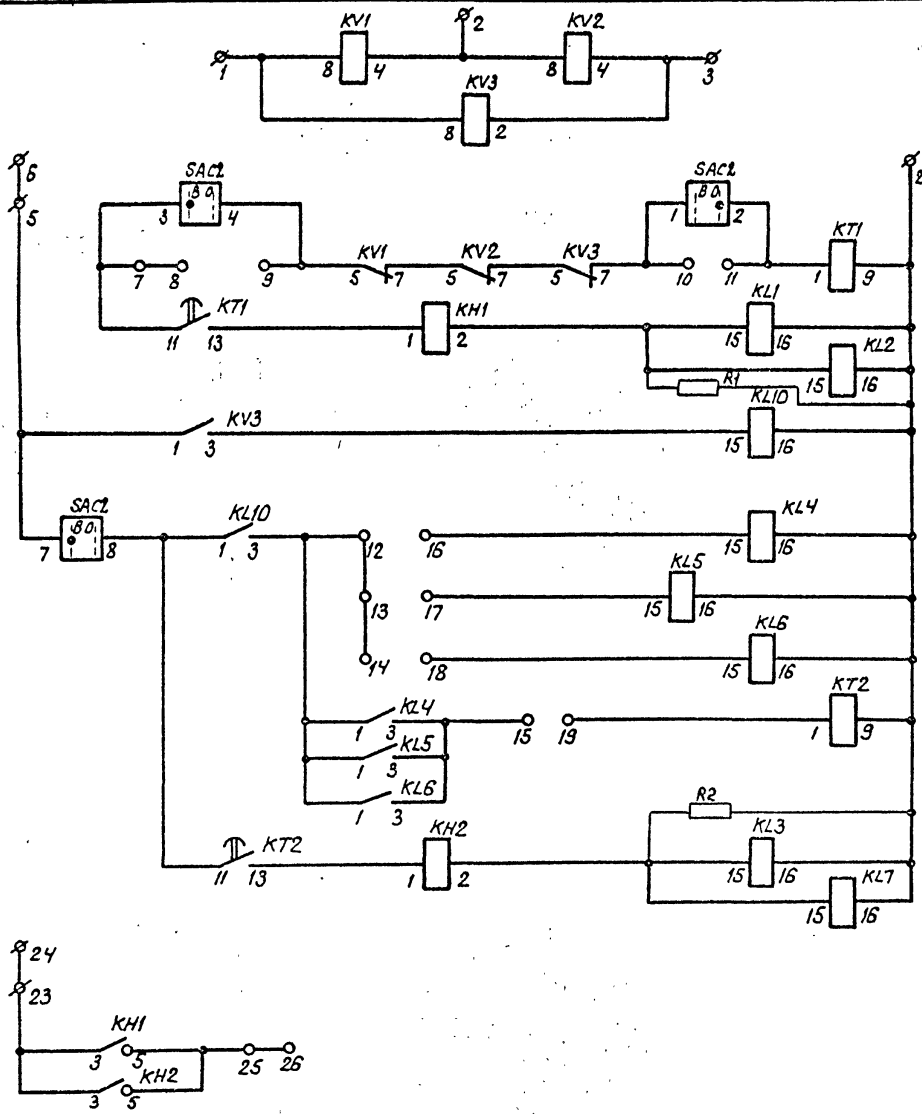 KV1 2 KV2
1 8 4 8 4 3
KV3
8 2
6 SAC2 SAC2 2
5 3 В О 4 1 В О 2
KT1
7 8 9 KV1 KV2 KV3 10 11
5 7 5 7 5 7 1 9
KT1 KH1 KL1
11 13 1 2 15 16
KL2
R1 15 16
KV3 KL10
1 3 15 16
SAC2 KL10 KL4
7 В О 8 1 3 12 16 15 16
KL5
13 17 15 16
KL6
14 18 15 16
KL4 KT2
1 3 15 19 1 9
KL5
1 3
KL6
1 3 R2
KT2 KH2 KL3
11 13 1 2 15 16
KL7
15 16
24
23
KH1
3 5 25 26
KH2
3 5